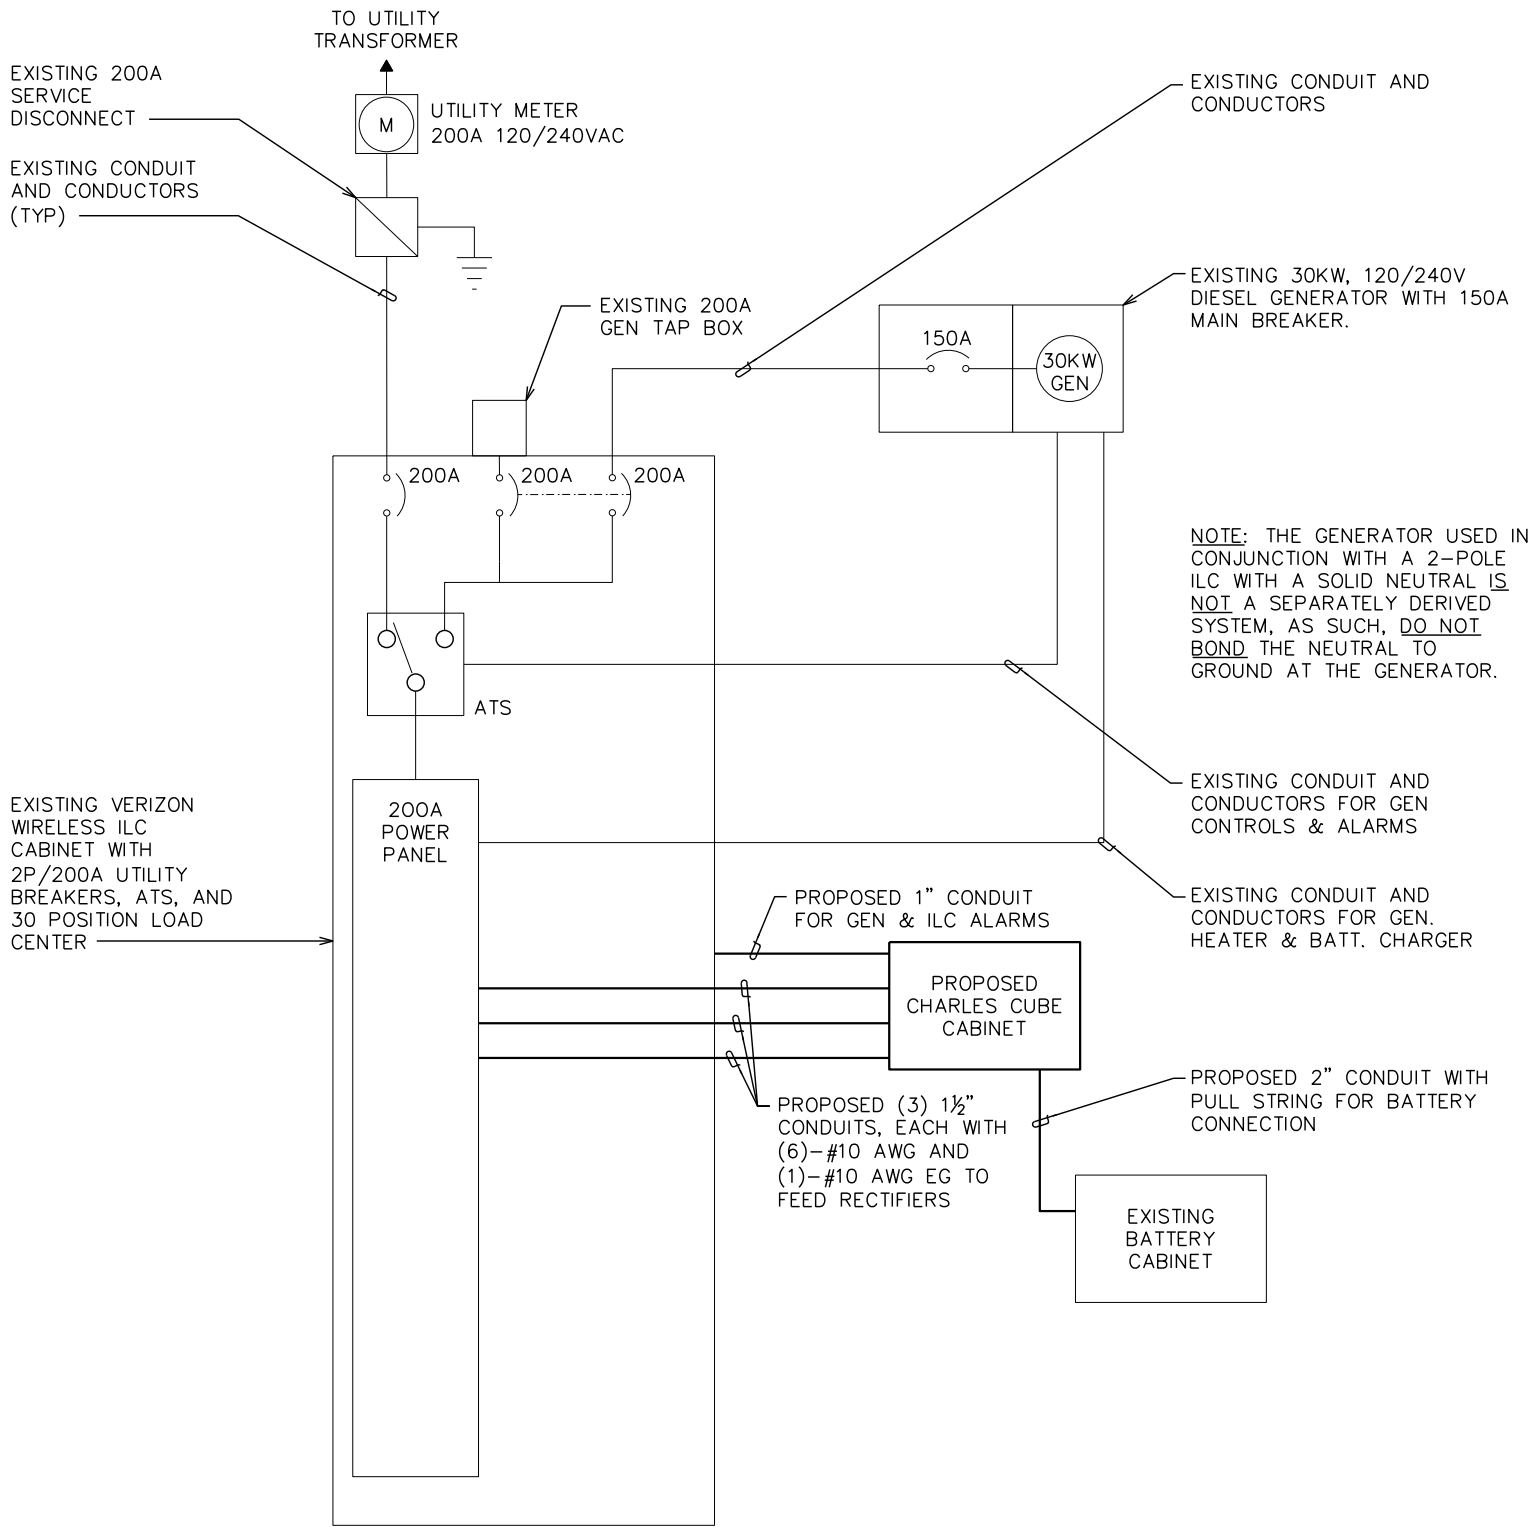 TO UTILITY
TRANSFORMER
EXISTING 200A
SERVICE
DISCONNECT
M
UTILITY METER
200A 120/240VAC
EXISTING CONDUIT AND
CONDUCTORS
EXISTING CONDUIT
AND CONDUCTORS
(TYP)
EXISTING 200A
GEN TAP BOX
EXISTING 30KW, 120/240V
DIESEL GENERATOR WITH 150A
MAIN BREAKER.
150A
30KW
GEN
200A
200A
200A
NOTE: THE GENERATOR USED IN
CONJUNCTION WITH A 2-POLE
ILC WITH A SOLID NEUTRAL IS
NOT A SEPARATELY DERIVED
SYSTEM, AS SUCH, DO NOT
BOND THE NEUTRAL TO
GROUND AT THE GENERATOR.
ATS
EXISTING CONDUIT AND
CONDUCTORS FOR GEN
CONTROLS & ALARMS
EXISTING VERIZON
WIRELESS ILC
CABINET WITH
2P/200A UTILITY
BREAKERS, ATS, AND
30 POSITION LOAD
CENTER
200A
POWER
PANEL
PROPOSED 1" CONDUIT
FOR GEN & ILC ALARMS
EXISTING CONDUIT AND
CONDUCTORS FOR GEN.
HEATER & BATT. CHARGER
PROPOSED
CHARLES CUBE
CABINET
PROPOSED (3) 1½"
CONDUITS, EACH WITH
(6)-#10 AWG AND
(1)-#10 AWG EG TO
FEED RECTIFIERS
PROPOSED 2" CONDUIT WITH
PULL STRING FOR BATTERY
CONNECTION
EXISTING
BATTERY
CABINET